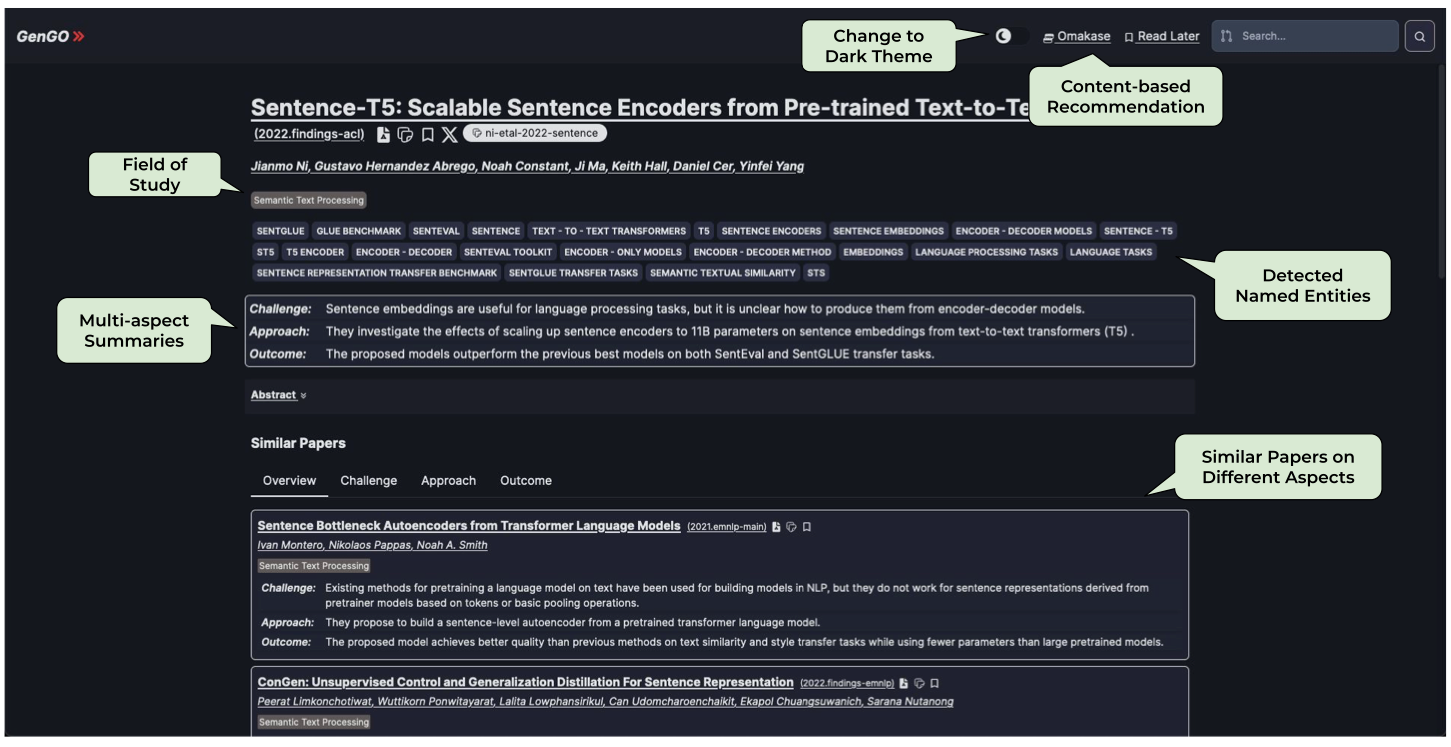 GenGO »
Change to
Dark Theme
Omakase
Read Later
Search...
Content-based
Recommendation
Sentence-T5: Scalable Sentence Encoders from Pre-trained Text-to-Te
(2022.findings-acl)
ni-etal-2022-sentence
Field of
Study
Jianmo Ni, Gustavo Hernandez Abrego, Noah Constant, Ji Ma, Keith Hall, Daniel Cer, Yinfei Yang
Semantic Text Processing
SENTGLUE GLUE BENCHMARK SENTEVAL SENTENCE TEXT - TO - TEXT TRANSFORMERS T5 SENTENCE ENCODERS SENTENCE EMBEDDINGS ENCODER - DECODER MODELS SENTENCE - T5
ST5 T5 ENCODER ENCODER - DECODER SENTEVAL TOOLKIT ENCODER - ONLY MODELS ENCODER - DECODER METHOD EMBEDDINGS LANGUAGE PROCESSING TASKS LANGUAGE TASKS
SENTENCE REPRESENTATION TRANSFER BENCHMARK SENTGLUE TRANSFER TASKS SEMANTIC TEXTUAL SIMILARITY STS
Detected
Named Entities
Multi-aspect
Summaries
Challenge: Sentence embeddings are useful for language processing tasks, but it is unclear how to produce them from encoder-decoder models.
Approach: They investigate the effects of scaling up sentence encoders to 11B parameters on sentence embeddings from text-to-text transformers (T5) .
Outcome: The proposed models outperform the previous best models on both SentEval and SentGLUE transfer tasks.
Abstract
Similar Papers
Similar Papers on
Different Aspects
Overview Challenge Approach Outcome
Sentence Bottleneck Autoencoders from Transformer Language Models (2021.emnlp-main)
Ivan Montero, Nikolaos Pappas, Noah A. Smith
Semantic Text Processing
Challenge: Existing methods for pretraining a language model on text have been used for building models in NLP, but they do not work for sentence representations derived from
pretrainer models based on tokens or basic pooling operations.
Approach: They propose to build a sentence-level autoencoder from a pretrained transformer language model.
Outcome: The proposed model achieves better quality than previous methods on text similarity and style transfer tasks while using fewer parameters than large pretrained models.
ConGen: Unsupervised Control and Generalization Distillation For Sentence Representation (2022.findings-emnlp)
Peerat Limkonchotiwat, Wuttikorn Ponwitayarat, Lalita Lowphansirikul, Can Udomcharoenchaikit, Ekapol Chuangsuwanich, Sarana Nutanong
Semantic Text Processing